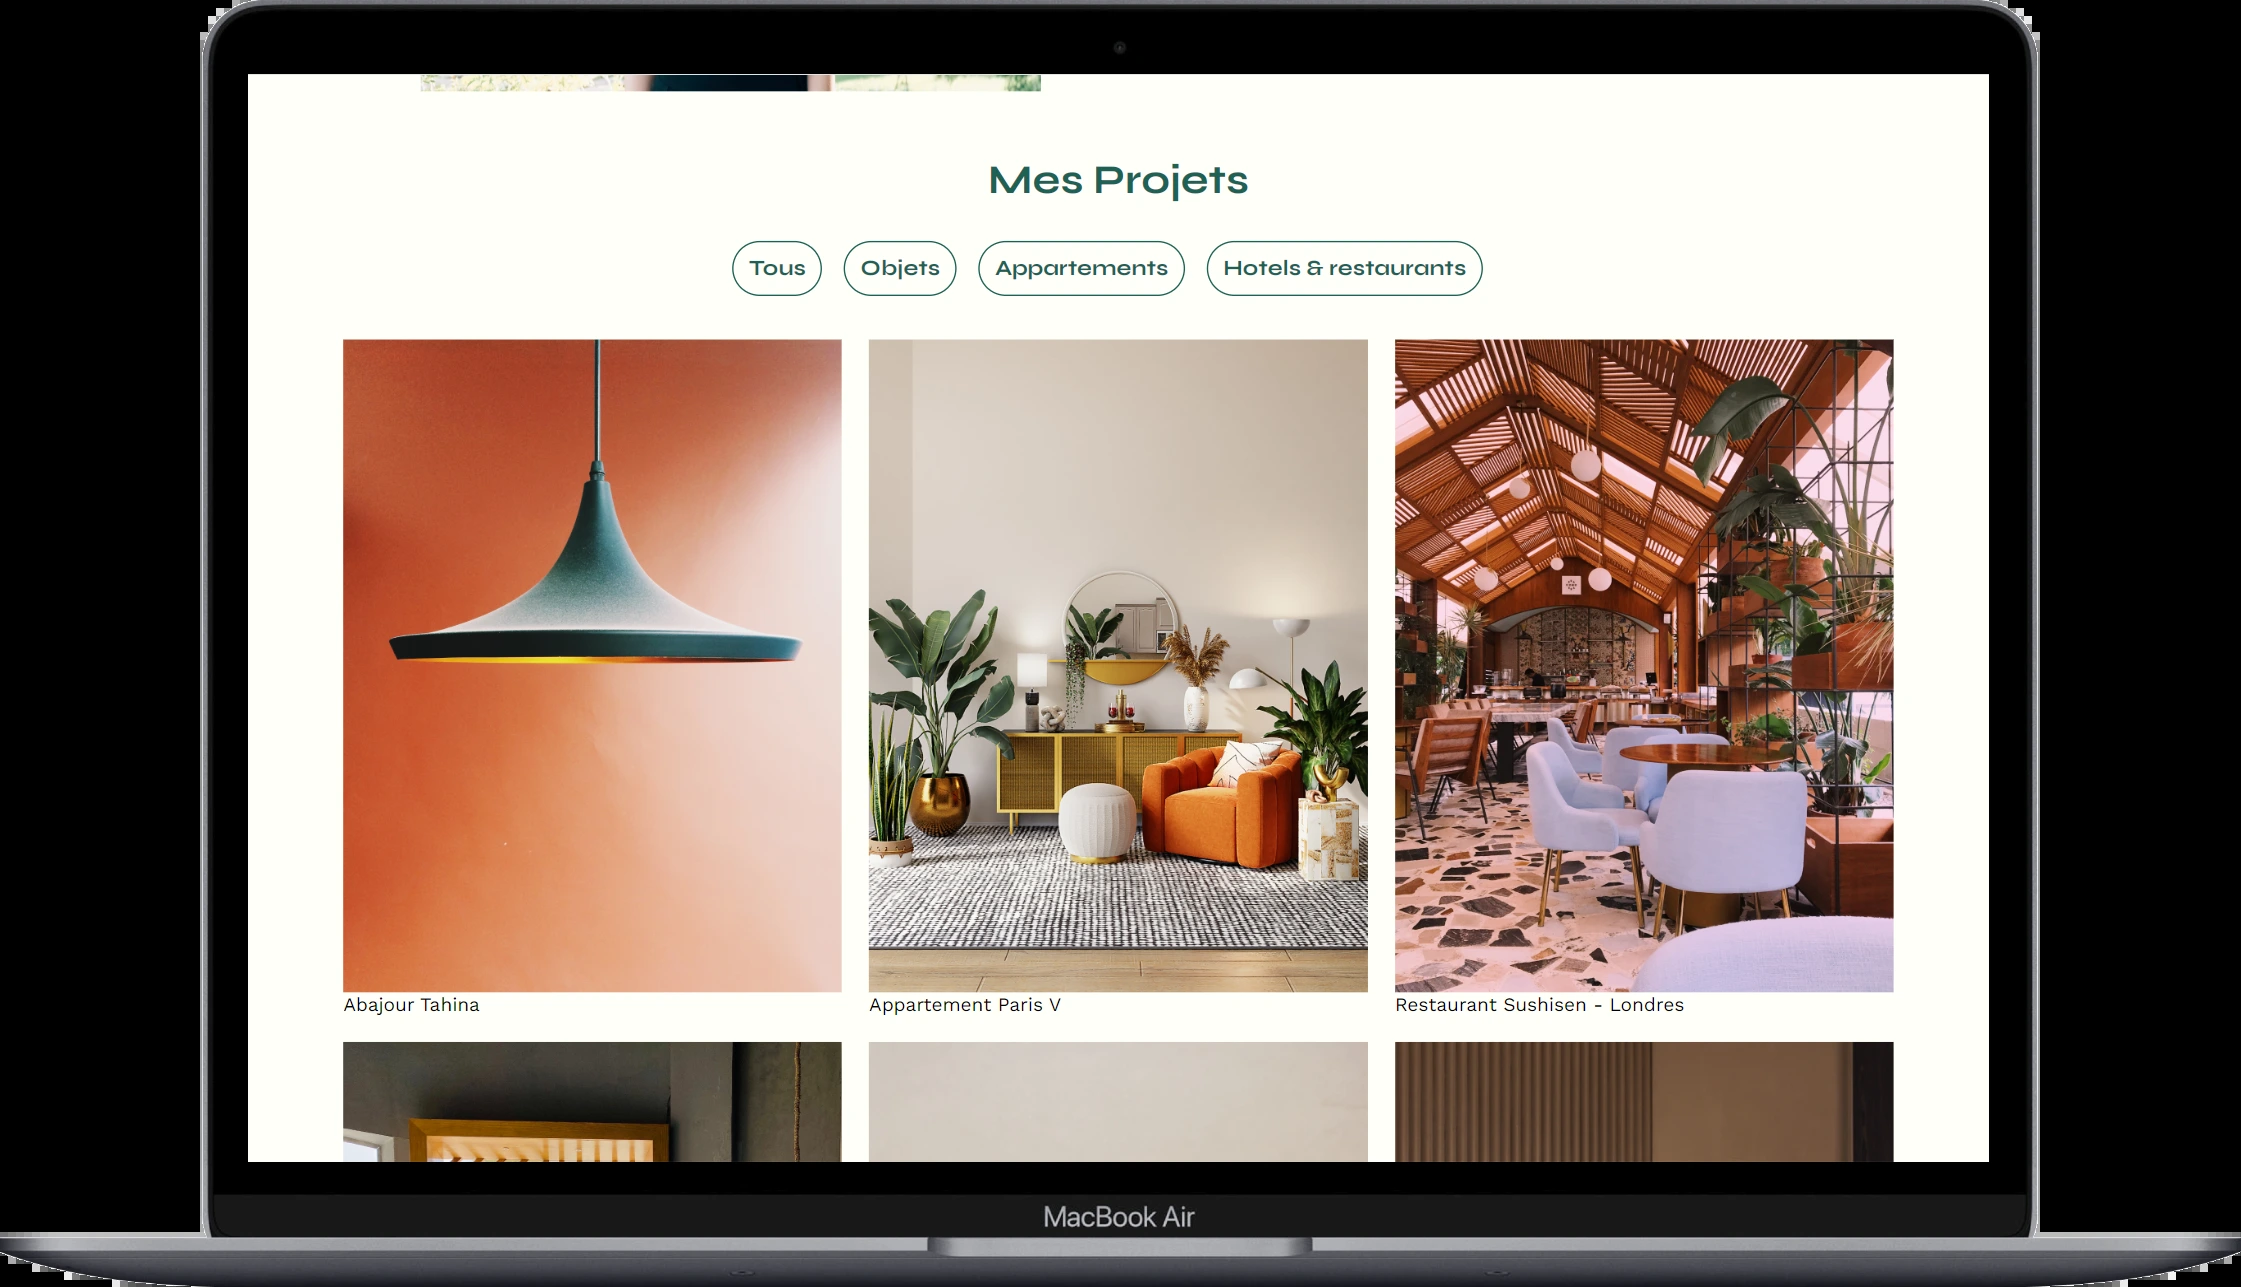 Mes Projets
Tous
Objets
Appartements
Hotels & restaurants
Abajour Tahina
Appartement Paris V
Restaurant Sushisen - Londres
MacBook Air